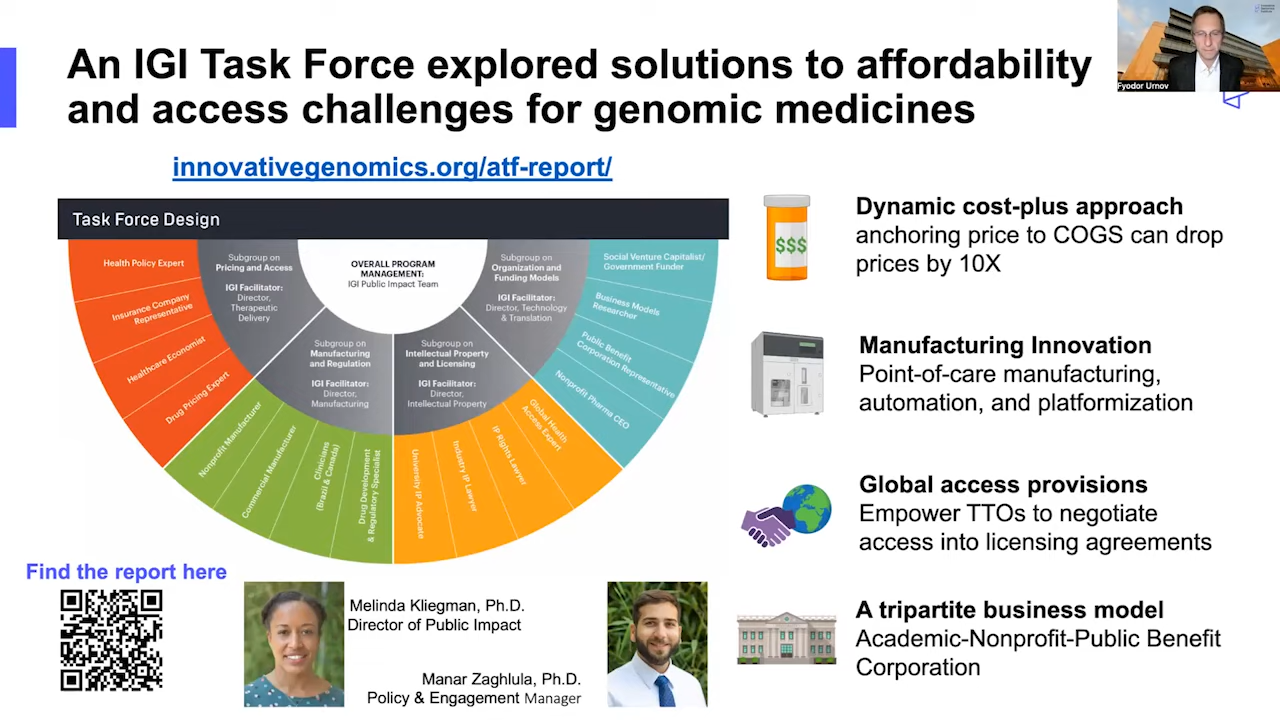 An IGI Task Force explored solutions to affordability
and access challenges for genomic medicines
Fyodor Urnov
innovativegenomics.org/atf-report/
Task Force Design
OVERALL PROGRAM
MANAGEMENT:
IGI Public Impact Team
Subgroup on
Pricing and Access
IGI Facilitator:
Director,
Therapeutic
Delivery
Subgroup on
Manufacturing
and Regulation
IGI Facilitator:
Director,
Manufacturing
Subgroup on
Intellectual Property
and Licensing
IGI Facilitator:
Director,
Intellectual Property
Subgroup on
Organization and
Funding Models
IGI Facilitator:
Director, Technology
& Translation
Health Policy Expert
Insurance Company
Representative
Healthcare Economist
Drug Pricing Expert
Nonprofit Manufacturer
Commercial Manufacturer
Clinicians
(Brazil & Canada)
Drug Development
& Regulatory Specialist
University IP Advocate
Industry IP Lawyer
IP Rights Lawyer
Global Health
Access Expert
Nonprofit Pharma CEO
Public Benefit
Corporation Representative
Business Models
Researcher
Social Venture Capitalist/
Government Funder
$$$
Dynamic cost-plus approach
anchoring price to COGS can drop
prices by 10X
Manufacturing Innovation
Point-of-care manufacturing,
automation, and platformization
Global access provisions
Empower TTOs to negotiate
access into licensing agreements
A tripartite business model
Academic-Nonprofit-Public Benefit
Corporation
Find the report here
Melinda Kliegman, Ph.D.
Director of Public Impact
Manar Zaghlula, Ph.D.
Policy & Engagement Manager